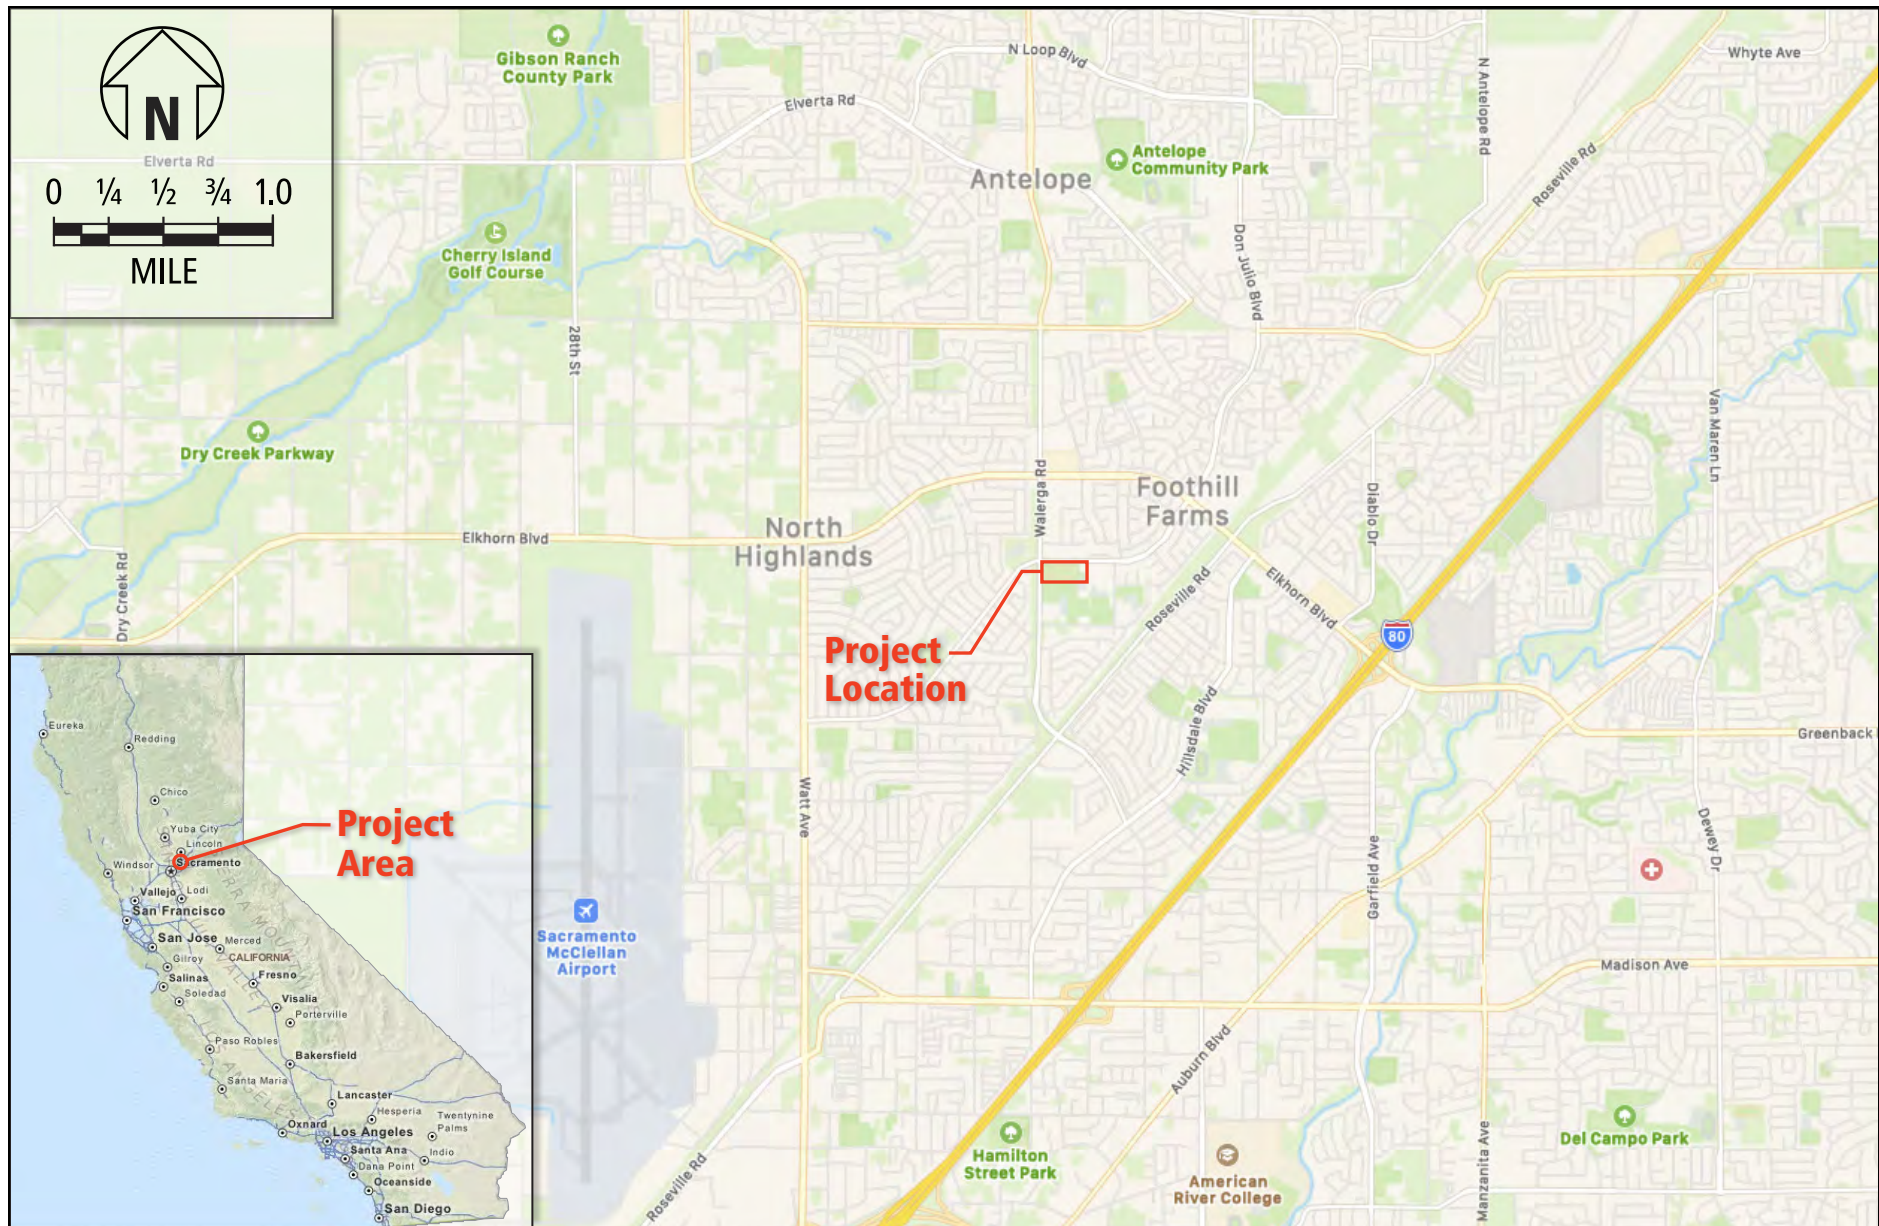 N
Elverta Rd
0 ¼ ½ ¾ 1.0
MILE
Gibson Ranch
County Park
N Loop Blvd
Whyte Ave
Elverta Rd
N Antelope Rd
Antelope
Community Park
Antelope
Roseville Rd
Cherry Island
Golf Course
Don Julio Blvd
28th St
Van Maren Ln
Dry Creek Parkway
Walerga Rd
Foothill
Farms
Diablo Dr
Elkhorn Blvd
North
Highlands
Dry Creek Rd
Roseville Rd
Elkhorn Blvd
80
Project
Location
Hillsdale Blvd
Greenback
Watt Ave
Dewey Dr
Garfield Ave
Sacramento
McClellan
Airport
Madison Ave
Auburn Blvd
Hamilton
Street Park
American
River College
Manzanita Ave
Del Campo Park
Roseville Rd
Eureka
Redding
Chico
Yuba City
Lincoln
Project
Area
Windsor
Sacramento
Vallejo
Lodi
San Francisco
San Jose
Merced
Gilroy
CALIFORNIA
Salinas
Fresno
Soledad
Visalia
Porterville
Paso Robles
Bakersfield
Santa Maria
Lancaster
Hesperia
Twentynine
Palms
Oxnard
Los Angeles
Santa Ana
Indio
Dana Point
Oceanside
San Diego